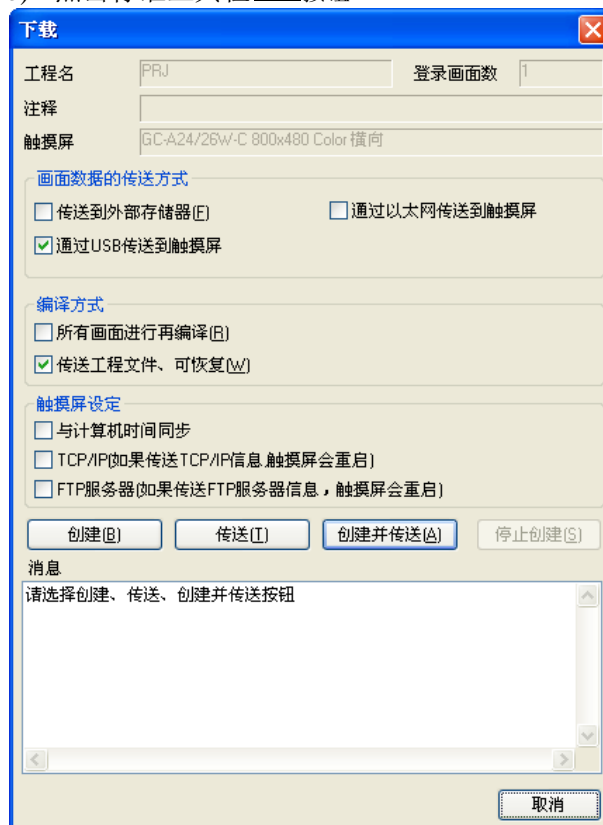 下载
工程名 PRJ 登录画面数 1
注释
触摸屏 GC-A24/26W-C 800x480 Color 橫向
画面数据的传送方式
传送到外部存储器(F) 通过以太网传送到触摸屏
通过USB传送到触摸屏
编译方式
所有画面进行再编译(R)
传送工程文件、可恢复(W)
触摸屏设定
与计算机时间同步
TCP/IP(如果传送TCP/IP信息,触摸屏会重启)
FTP服务器(如果传送FTP服务器信息，触摸屏会重启)
创建(B) 传送(T) 创建并传送(A) 停止创建(S)
消息
请选择创建、传送、创建并传送按钮
取消